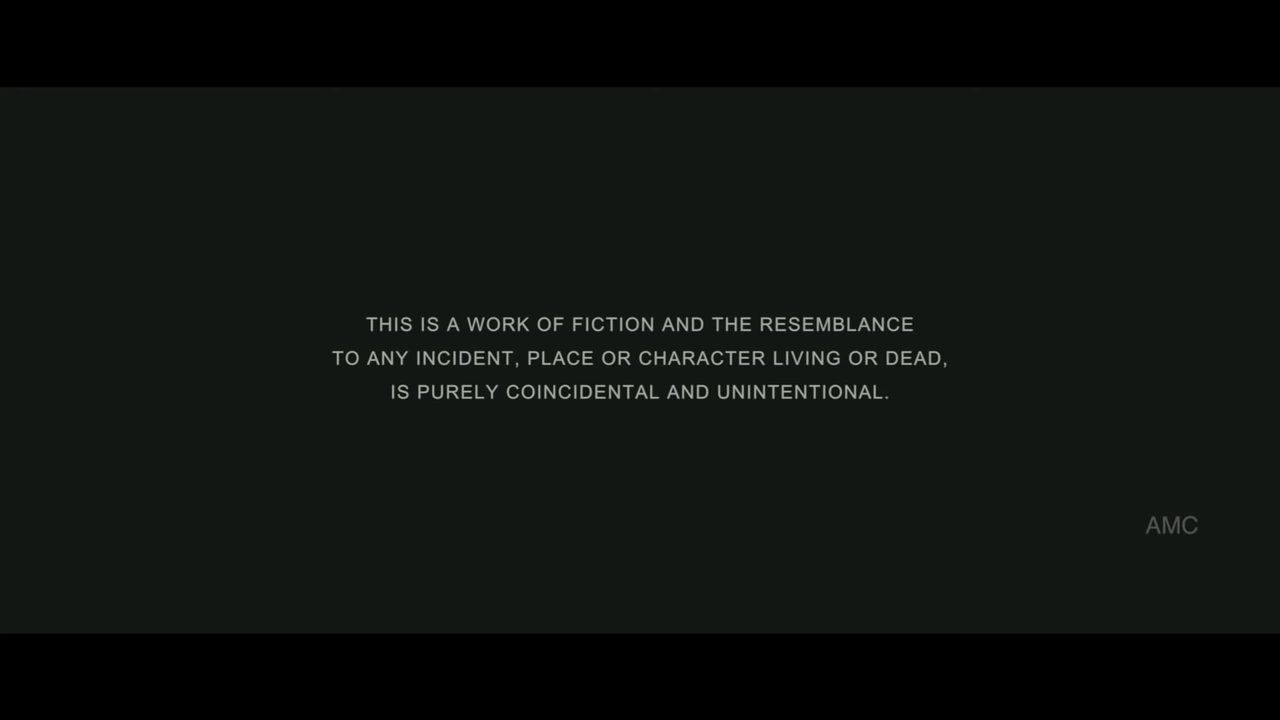 THIS IS A WORK OF FICTION AND THE RESEMBLANCE
TO ANY INCIDENT, PLACE OR CHARACTER LIVING OR DEAD,
IS PURELY COINCIDENTAL AND UNINTENTIONAL.
AMC